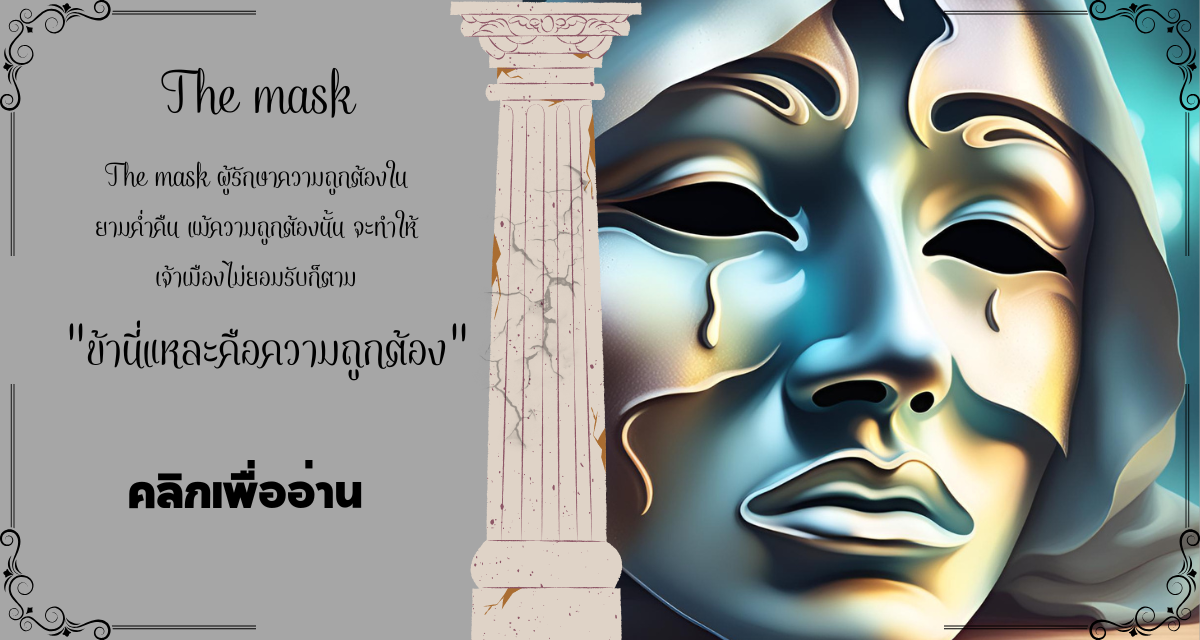 The mask
The mask ผู้รักษาความถูกต้องใน
ยามค่ำคืน แม้ความถูกต้องนั้น จะทำให้
เจ้าเมืองไม่ยอมรับก็ตาม
"ข้านี่แหละคือความถูกต้อง"
คลิกเพื่ออ่าน